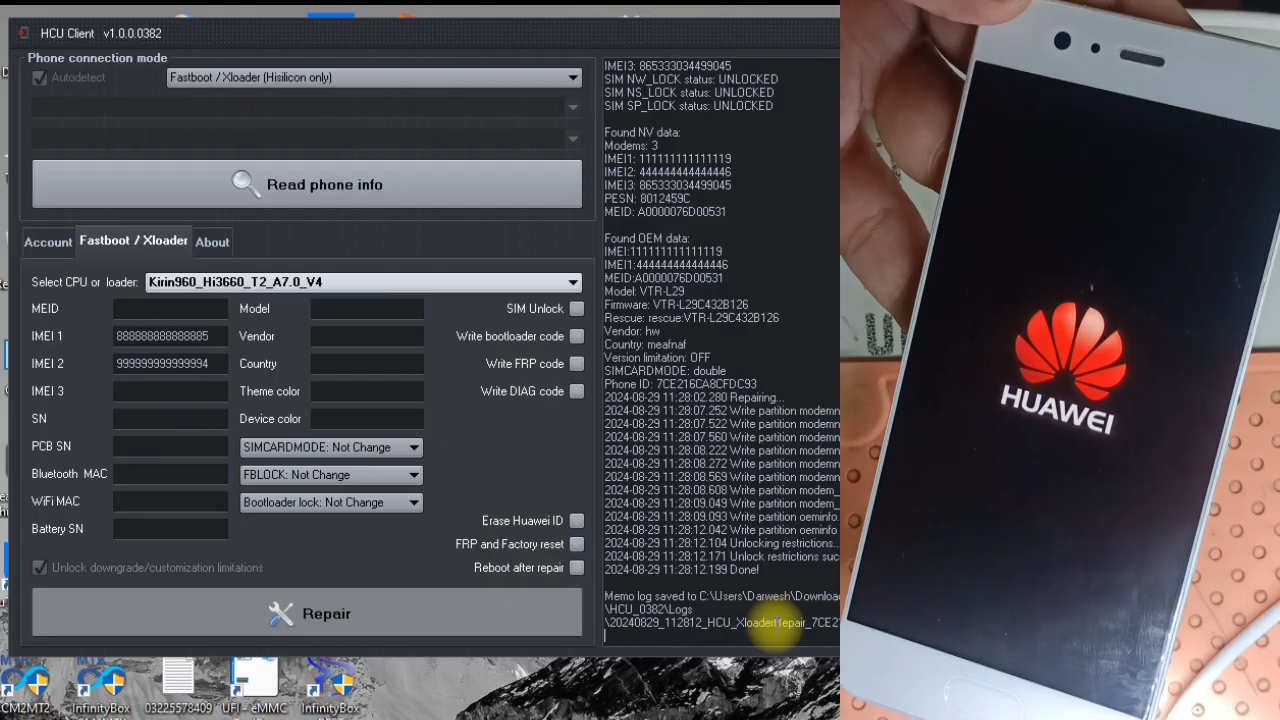 HCU Client v1.0.0.0382
Phone connection mode
Autodetect
Fastboot / Xloader (Hisilicon only)
Read phone info
Account
Fastboot / Xloader
About
Select CPU or loader: Kirin960_Hi3660_T2_A7.0_V4
MEID
Model
SIM Unlock
IMEI 1 888888888888885
Vendor
Write bootloader code
IMEI 2 999999999999994
Country
Write FRP code
IMEI 3
Theme color
Write DIAG code
SN
Device color
PCB SN
SIMCARDMODE: Not Change
Bluetooth MAC
FBLOCK: Not Change
WiFi MAC
Bootloader lock: Not Change
Battery SN
Erase Huawei ID
FRP and Factory reset
Unlock downgrade/customization limitations
Reboot after repair
Repair
IMEI3: 865333034499045
SIM NW_LOCK status: UNLOCKED
SIM NS_LOCK status: UNLOCKED
SIM SP_LOCK status: UNLOCKED
Found NV data:
Modems: 3
IMEI1: 111111111111119
IMEI2: 444444444444446
IMEI3: 865333034499045
PESN: 8012459C
MEID: A0000076D00531
Found OEM data:
IMEI:111111111111119
IMEI1:444444444444446
MEID:A0000076D00531
Model: VTR-L29
Firmware: VTR-L29C432B126
Rescue: rescue:VTR-L29C432B126
Vendor: hw
Country: meafnaf
Version limitation: OFF
SIMCARDMODE: double
Phone ID: 7CE216CA8CFDC93
2024-08-29 11:28:02.280 Repairing...
2024-08-29 11:28:07.252 Write partition modemn
2024-08-29 11:28:07.522 Write partition modemn
2024-08-29 11:28:07.560 Write partition modemn
2024-08-29 11:28:08.222 Write partition modemn
2024-08-29 11:28:08.272 Write partition modemn
2024-08-29 11:28:08.569 Write partition modemn
2024-08-29 11:28:08.608 Write partition modem_
2024-08-29 11:28:09.049 Write partition modem_
2024-08-29 11:28:09.093 Write partition oeminfo.
2024-08-29 11:28:12.042 Write partition oeminfo
2024-08-29 11:28:12.104 Unlocking restrictions...
2024-08-29 11:28:12.171 Unlock restrictions suc
2024-08-29 11:28:12.199 Done!
Memo log saved to C:\Users\Darwesh\Downloa
\HCU_0382\Logs
\20240829_112812_HCU_XloaderRepair_7CE2
CM2MT2
InfinityBox
03225578409
UFI - eMMC
InfinityBox
HUAWEI